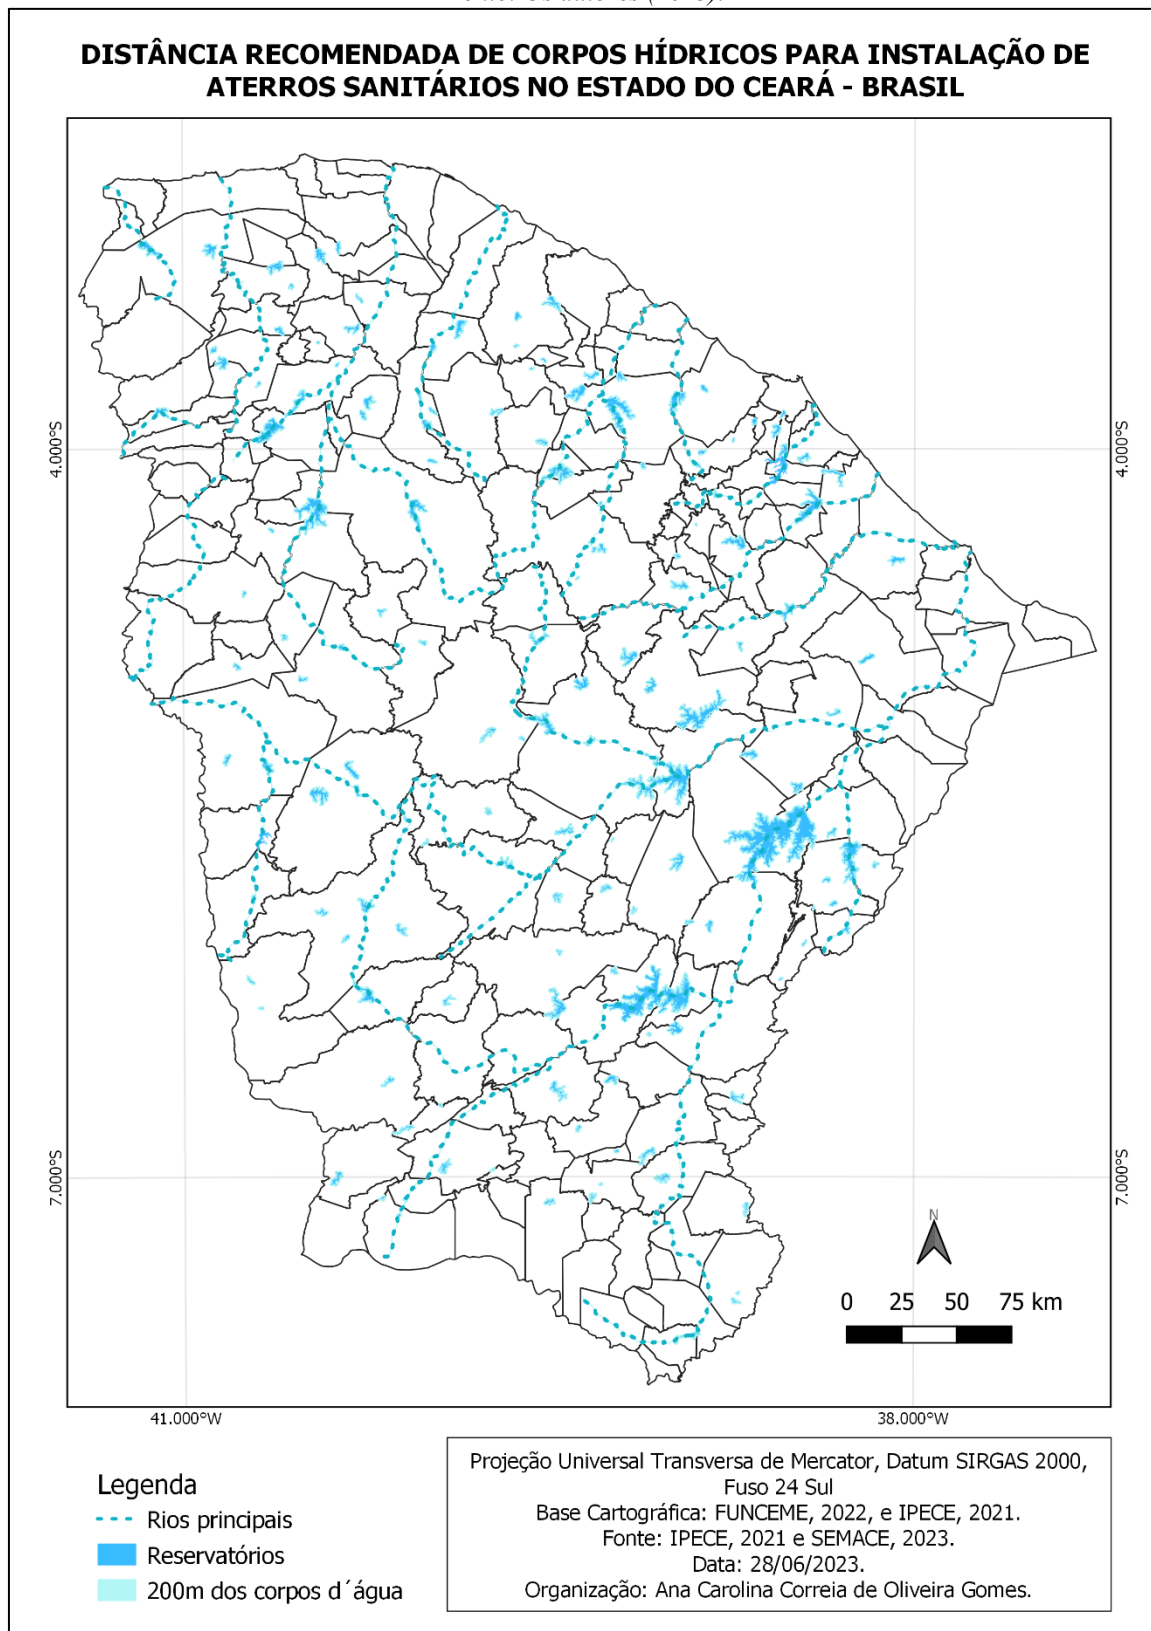 DISTÂNCIA RECOMENDADA DE CORPOS HÍDRICOS PARA INSTALAÇÃO DE
ATERROS SANITÁRIOS NO ESTADO DO CEARÁ - BRASIL
4.000°S
4.000°S
7.000°S
7.000°S
N
0 25 50 75 km
41.000°W
38.000°W
Legenda
Rios principais
Reservatórios
200m dos corpos d´água
Projeção Universal Transversa de Mercator, Datum SIRGAS 2000,
Fuso 24 Sul
Base Cartográfica: FUNCEME, 2022, e IPECE, 2021.
Fonte: IPECE, 2021 e SEMACE, 2023.
Data: 28/06/2023.
Organização: Ana Carolina Correia de Oliveira Gomes.